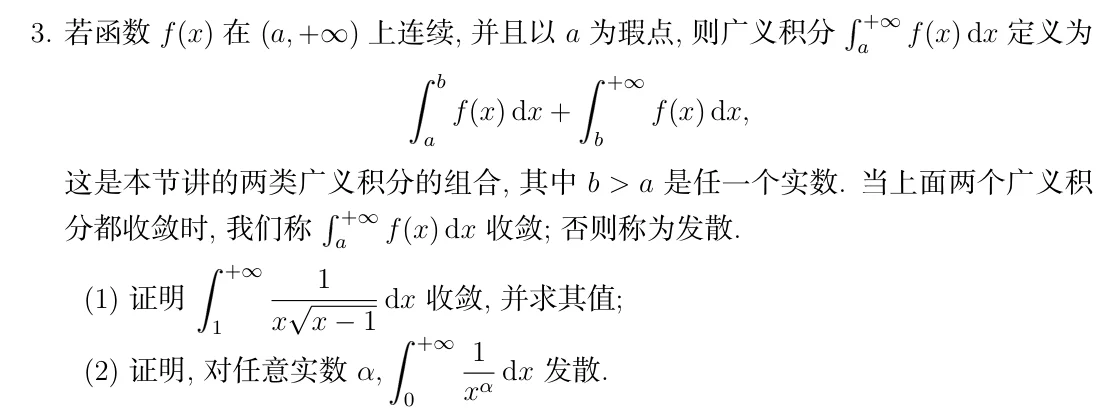 3. 若函数 f(x) 在 (a, +∞) 上连续, 并且以 a 为瑕点, 则广义积分 ∫_a^{+∞} f(x) dx 定义为
∫_a^b f(x) dx + ∫_b^{+∞} f(x) dx,
这是本节讲的两类广义积分的组合, 其中 b > a 是任一个实数. 当上面两个广义积
分都收敛时, 我们称 ∫_a^{+∞} f(x) dx 收敛; 否则称为发散.
(1) 证明 ∫_1^{+∞} \frac{1}{x\sqrt{x − 1}} dx 收敛, 并求其值;
(2) 证明, 对任意实数 α, ∫_0^{+∞} \frac{1}{x^α} dx 发散.